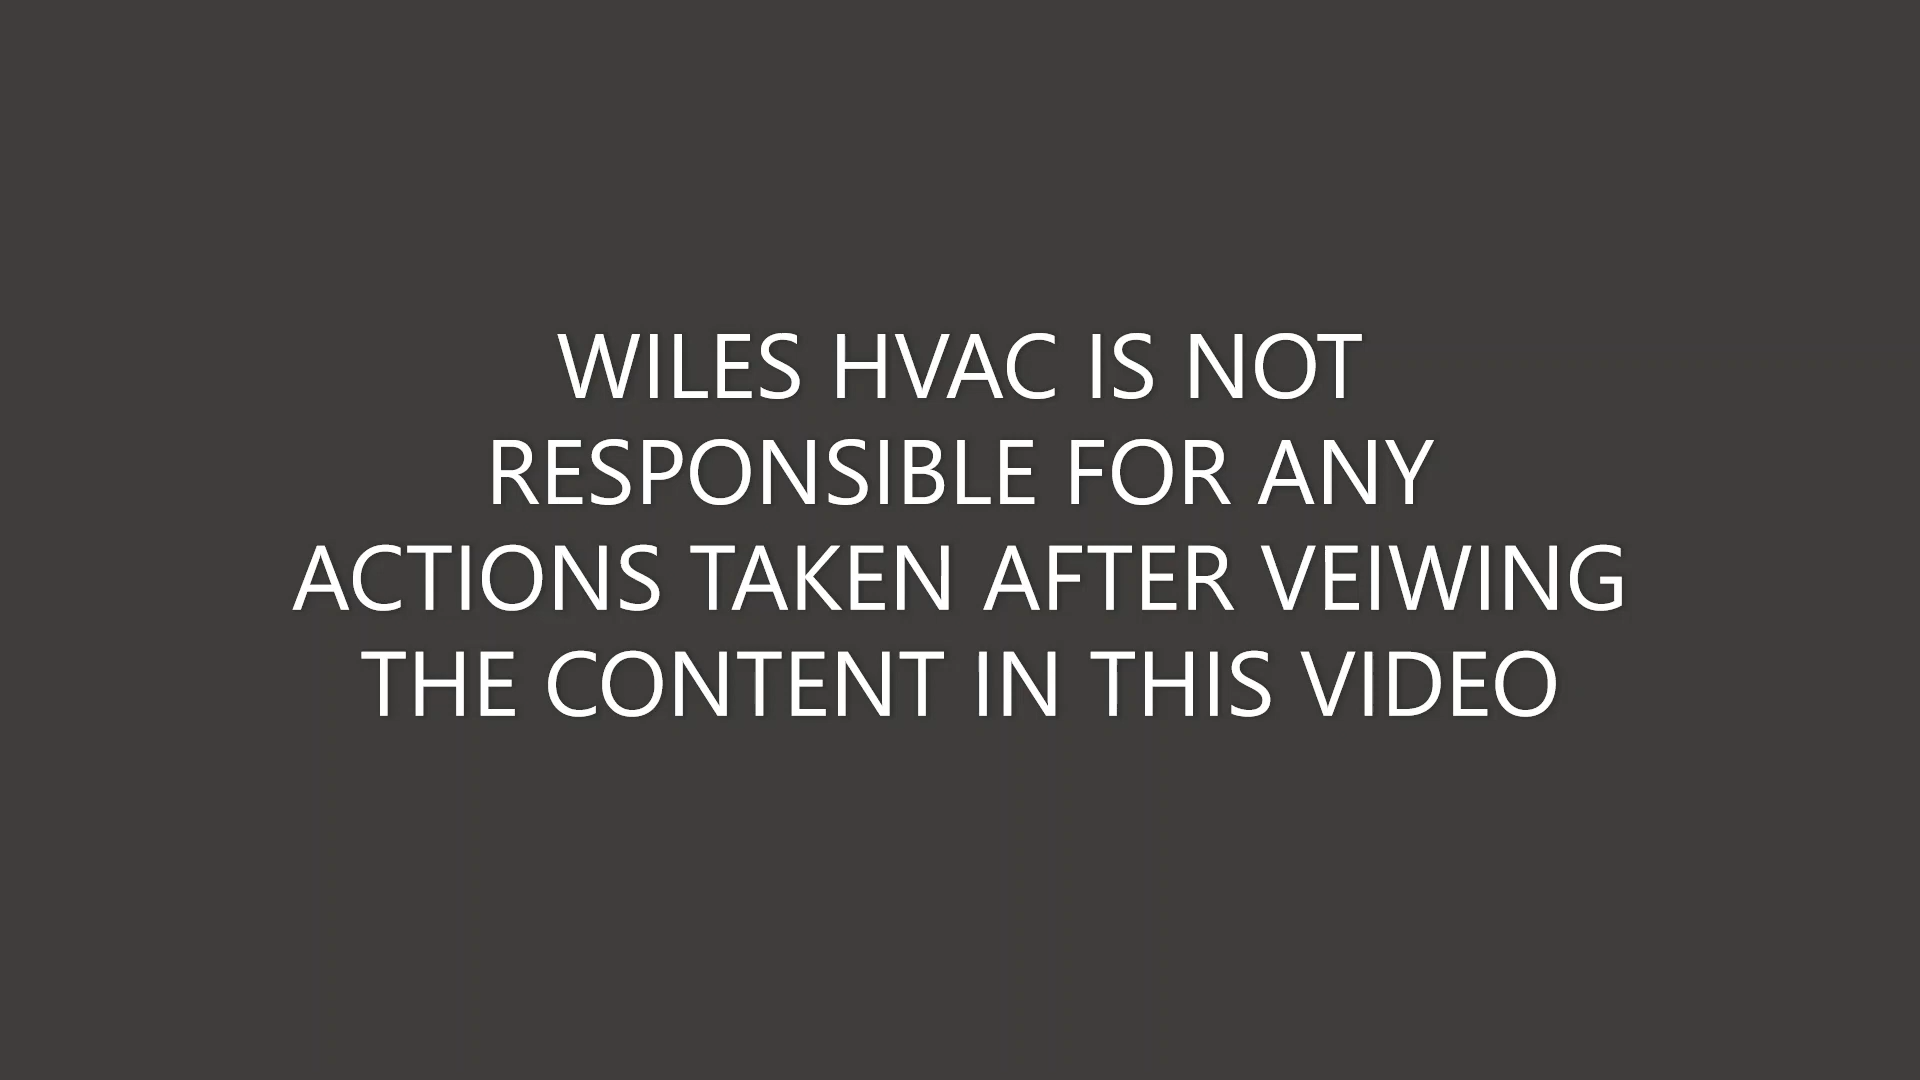 WILES HVAC IS NOT
RESPONSIBLE FOR ANY
ACTIONS TAKEN AFTER VEIWING
THE CONTENT IN THIS VIDEO